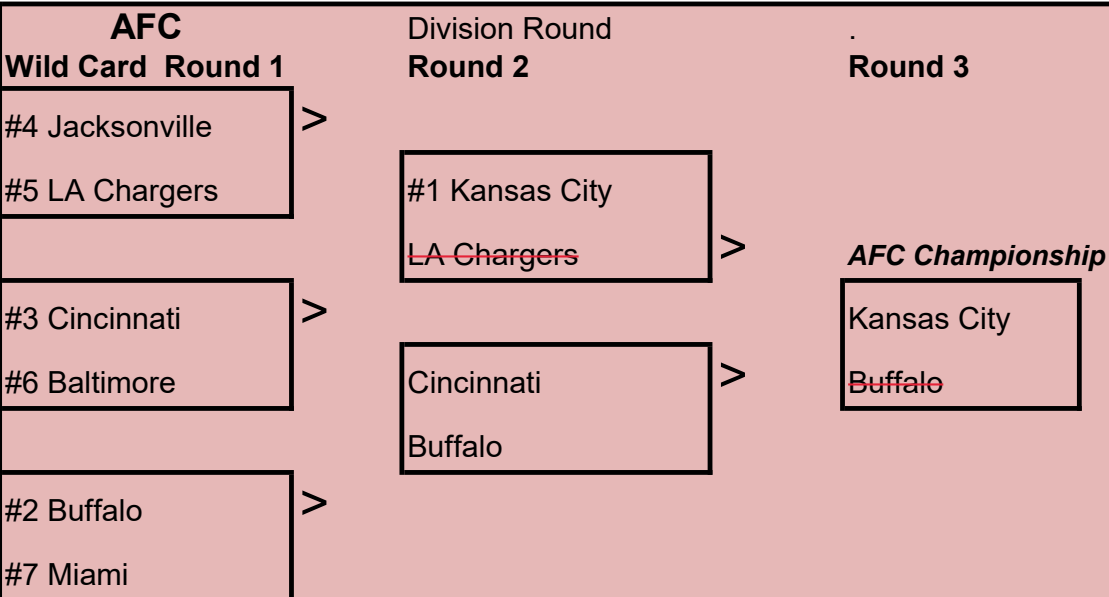 AFC
Division Round
.
Wild Card Round 1
Round 2
Round 3
#4 Jacksonville
>
#5 LA Chargers
#1 Kansas City
LA Chargers
>
AFC Championship
#3 Cincinnati
>
Kansas City
#6 Baltimore
Cincinnati
>
Buffalo
Buffalo
#2 Buffalo
>
#7 Miami